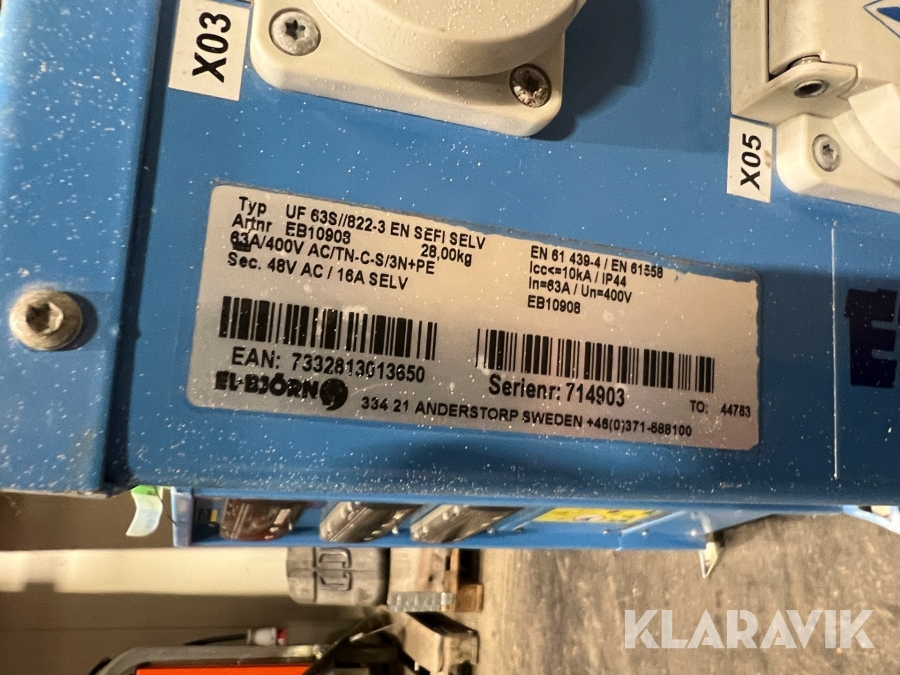 X03
X05
Typ UF 63S//822-3 EN SEFI SELV
Artnr EB10908 28,00kg
63A/400V AC/TN-C-S/3N+PE
Sec. 48V AC / 16A SELV
EN 61 439-4 / EN 61558
Icc<=10kA / IP44
In=63A / Un=400V
EB10908
EAN: 7332813013650
Serienr: 714903
EL-BJÖRN
TO: 44783
334 21 ANDERSTORP SWEDEN +46(0)371-588100
KLARAVIK